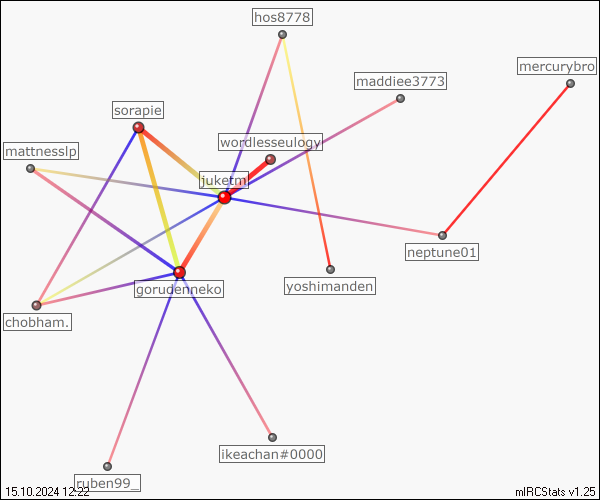 hos8778
mercurybro
maddiee3773
sorapie
wordlesseulogy
mattnesslp
juketm
neptune01
yoshimanden
gorudenneko
chobham.
ikeachan#0000
ruben99_
15.10.2024 12:22
mIRCStats v1.25